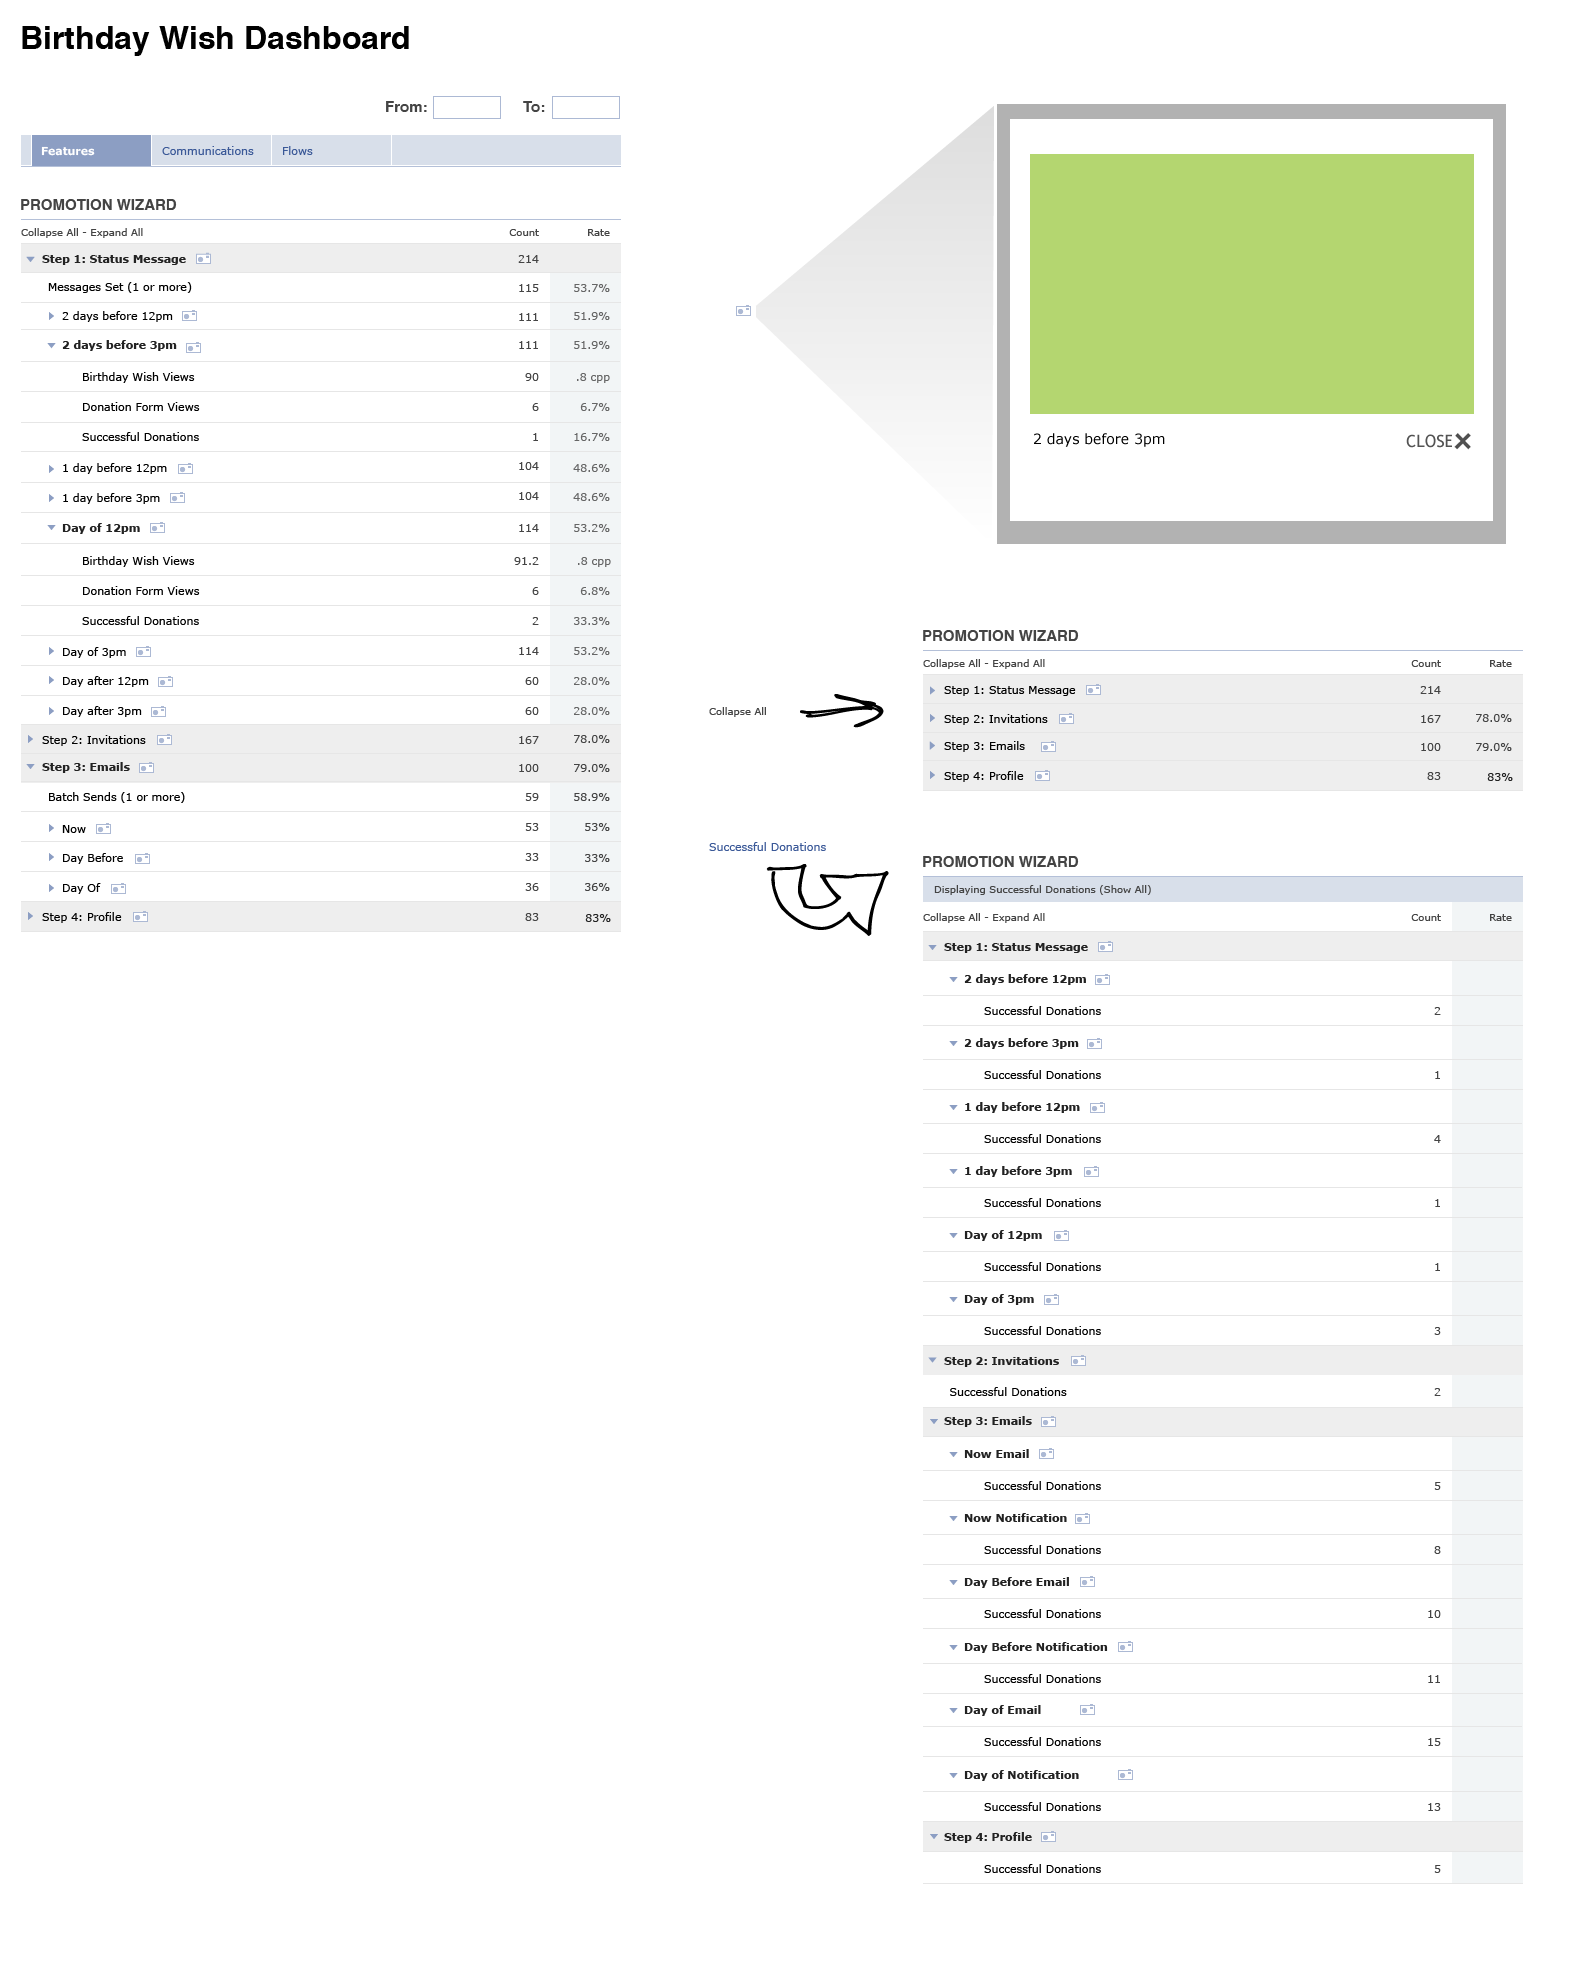 Birthday Wish Dashboard
From: To:
Features Communications Flows
PROMOTION WIZARD
Collapse All - Expand All Count Rate
Step 1: Status Message 214
Messages Set (1 or more) 115 53.7%
2 days before 12pm 111 51.9%
2 days before 3pm 111 51.9%
Birthday Wish Views 90 .8 cpp
Donation Form Views 6 6.7%
Successful Donations 1 16.7%
1 day before 12pm 104 48.6%
1 day before 3pm 104 48.6%
Day of 12pm 114 53.2%
Birthday Wish Views 91.2 .8 cpp
Donation Form Views 6 6.8%
Successful Donations 2 33.3%
Day of 3pm 114 53.2%
Day after 12pm 60 28.0%
Day after 3pm 60 28.0%
Step 2: Invitations 167 78.0%
Step 3: Emails 100 79.0%
Batch Sends (1 or more) 59 58.9%
Now 53 53%
Day Before 33 33%
Day Of 36 36%
Step 4: Profile 83 83%
2 days before 3pm CLOSE
Collapse All
PROMOTION WIZARD
Collapse All - Expand All Count Rate
Step 1: Status Message 214
Step 2: Invitations 167 78.0%
Step 3: Emails 100 79.0%
Step 4: Profile 83 83%
Successful Donations
PROMOTION WIZARD
Displaying Successful Donations (Show All)
Collapse All - Expand All Count Rate
Step 1: Status Message
2 days before 12pm
Successful Donations 2
2 days before 3pm
Successful Donations 1
1 day before 12pm
Successful Donations 4
1 day before 3pm
Successful Donations 1
Day of 12pm
Successful Donations 1
Day of 3pm
Successful Donations 3
Step 2: Invitations
Successful Donations 2
Step 3: Emails
Now Email
Successful Donations 5
Now Notification
Successful Donations 8
Day Before Email
Successful Donations 10
Day Before Notification
Successful Donations 11
Day of Email
Successful Donations 15
Day of Notification
Successful Donations 13
Step 4: Profile
Successful Donations 5